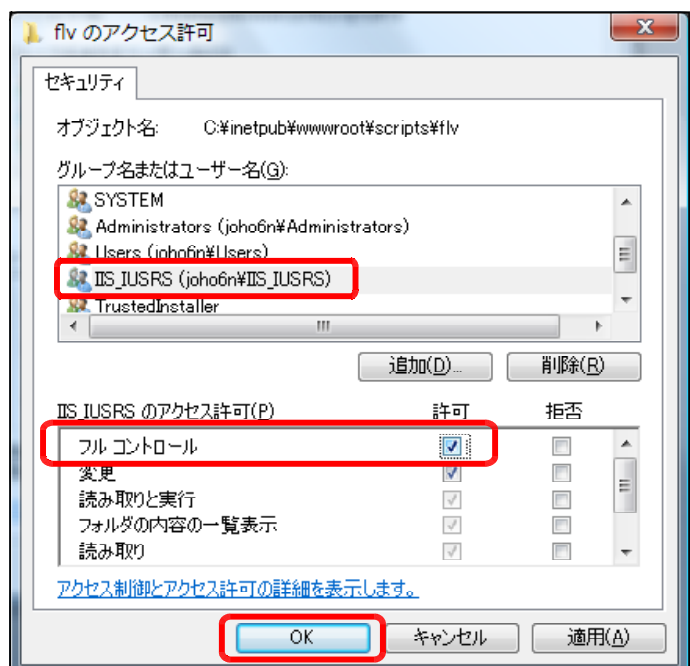 flv のアクセス許可
セキュリティ
オブジェクト名: C:¥inetpub¥wwwroot¥scripts¥flv
グループ名またはユーザー名(G):
SYSTEM
Administrators (joho6n¥Administrators)
Users (joho6n¥Users)
IIS_IUSRS (joho6n¥IIS_IUSRS)
TrustedInstaller
追加(D)... 削除(R)
IIS_IUSRS のアクセス許可(P) 許可 拒否
フル コントロール
変更
読み取りと実行
フォルダの内容の一覧表示
読み取り
アクセス制御とアクセス許可の詳細を表示します。
OK キャンセル 適用(A)